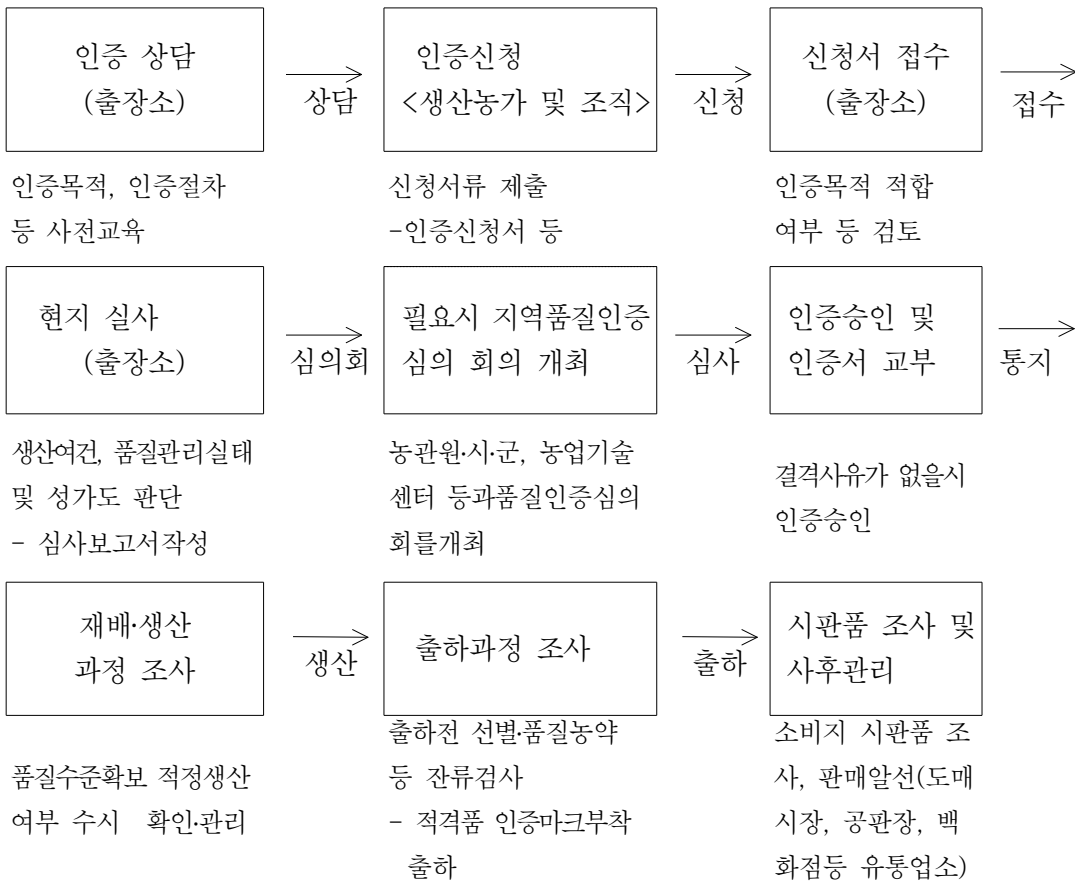 인증 상담
(출장소)
상담
인증신청
<생산농가 및 조직>
신청
신청서 접수
(출장소)
접수
인증목적, 인증절차
등 사전교육
신청서류 제출
-인증신청서 등
인증목적 적합
여부 등 검토
현지 실사
(출장소)
심의회
필요시 지역품질인증
심의 회의 개최
심사
인증승인 및
인증서 교부
통지
생산여건, 품질관리실태
및 성가도 판단
- 심사보고서작성
농관원·시·군, 농업기술
센터 등과품질인증심의
회를개최
결격사유가 없을시
인증승인
재배·생산
과정 조사
생산
출하과정 조사
출하
시판품 조사 및
사후관리
품질수준확보 적정생산
여부 수시 확인·관리
출하전 선별·품질농약
등 잔류검사
- 적격품 인증마크부착
출하
소비지 시판품 조
사, 판매알선(도매
시장, 공판장, 백
화점등 유통업소)